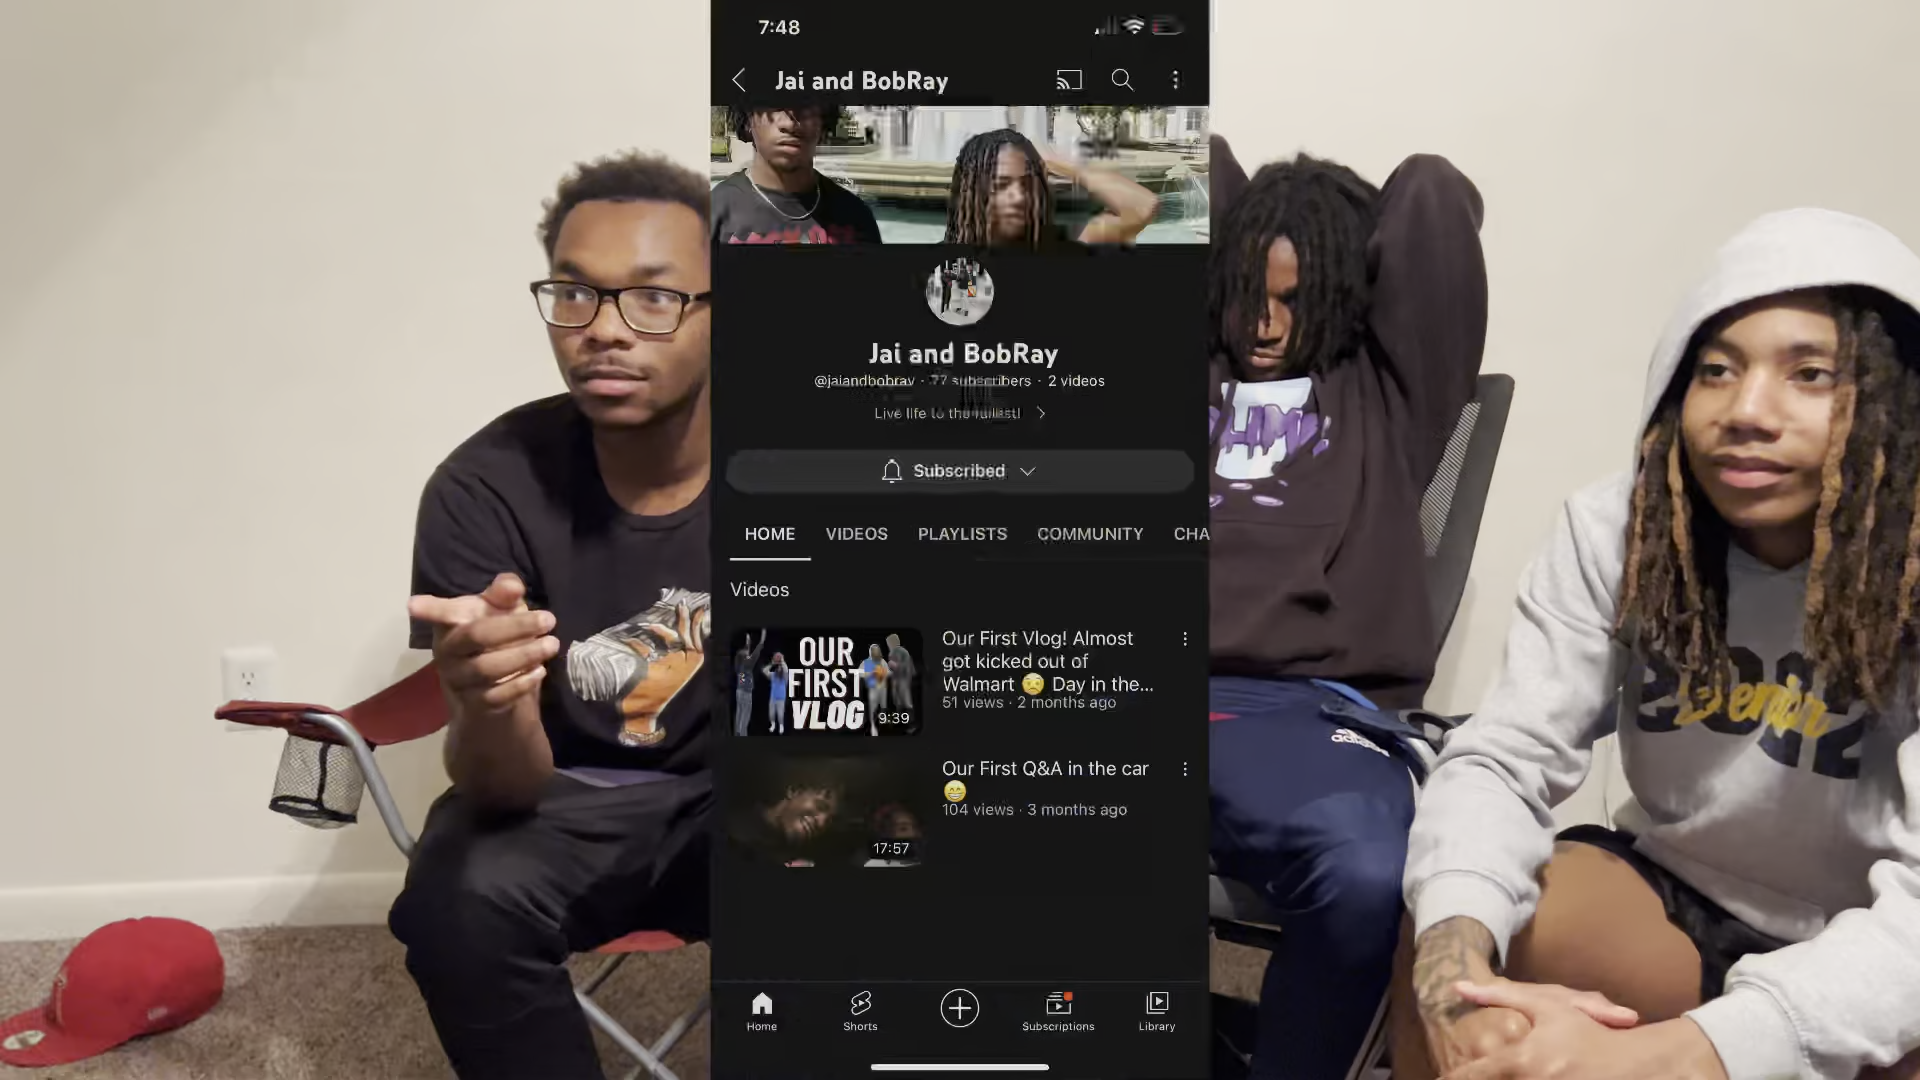 7:48
Jai and BobRay
Jai and BobRay
@jaiandbobray · 77 subscribers · 2 videos
Live life to the fullest!
Subscribed
HOME VIDEOS PLAYLISTS COMMUNITY CHA
Videos
OUR
FIRST
VLOG
9:39
Our First Vlog! Almost
got kicked out of
Walmart 😟 Day in the...
51 views · 2 months ago
17:57
Our First Q&A in the car
😁
104 views · 3 months ago
Home Shorts Subscriptions Library
adidas
Senior
2022